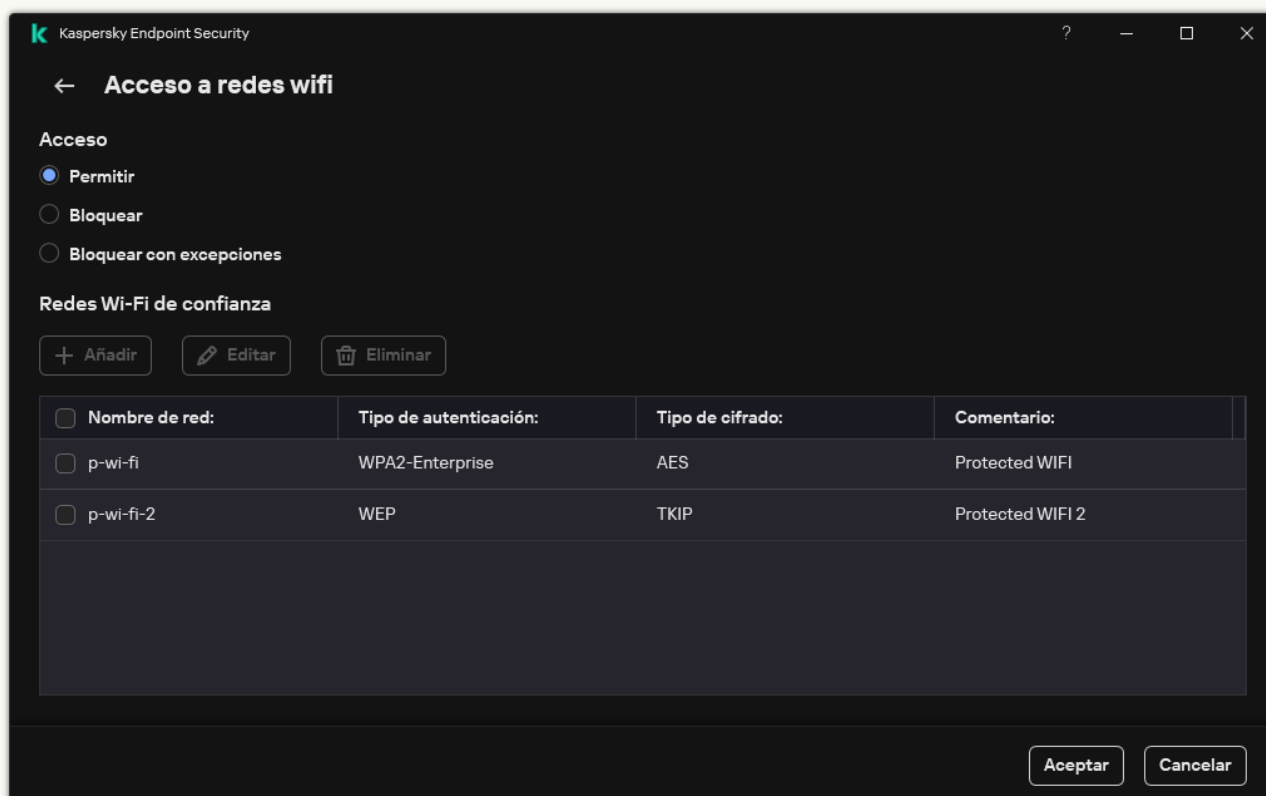 Kaspersky Endpoint Security
Acceso a redes wifi
Acceso
Permitir
Bloquear
Bloquear con excepciones
Redes Wi-Fi de confianza
Añadir Editar Eliminar
Nombre de red: Tipo de autenticación: Tipo de cifrado: Comentario:
p-wi-fi WPA2-Enterprise AES Protected WIFI
p-wi-fi-2 WEP TKIP Protected WIFI 2
Aceptar Cancelar